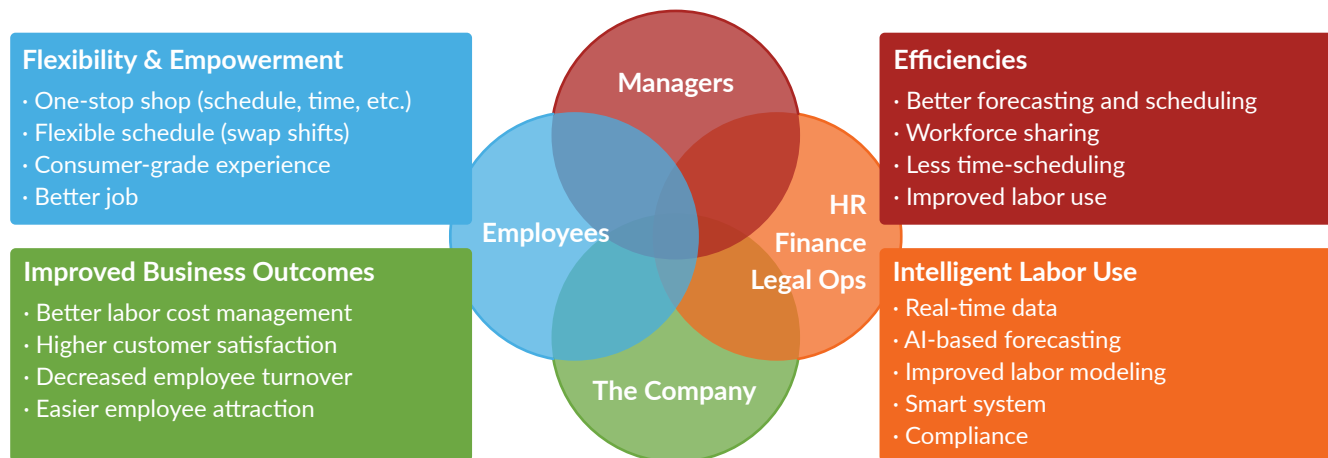 Flexibility & Empowerment
· One-stop shop (schedule, time, etc.)
· Flexible schedule (swap shifts)
· Consumer-grade experience
· Better job
Improved Business Outcomes
· Better labor cost management
· Higher customer satisfaction
· Decreased employee turnover
· Easier employee attraction
Managers
Employees
HR
Finance
Legal Ops
The Company
Efficiencies
· Better forecasting and scheduling
· Workforce sharing
· Less time-scheduling
· Improved labor use
Intelligent Labor Use
· Real-time data
· AI-based forecasting
· Improved labor modeling
· Smart system
· Compliance